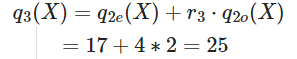 q₃(X) = q₂ₑ(X) + r₃ · q₂ₒ(X)
= 17 + 4 ∗ 2 = 25